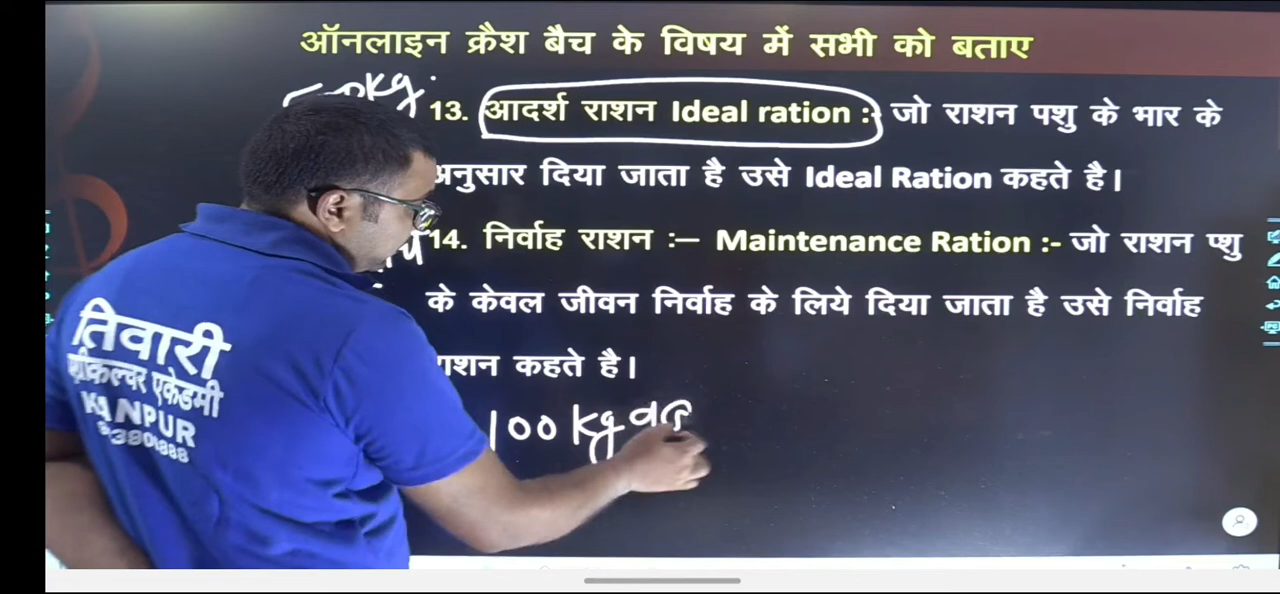 ऑनलाइन क्रैश बैच के विषय में सभी को बताए
kg.
13. आदर्श राशन Ideal ration :- जो राशन पशु के भार के
अनुसार दिया जाता है उसे Ideal Ration कहते है।
14. निर्वाह राशन :– Maintenance Ration :- जो राशन प्शु
के केवल जीवन निर्वाह के लिये दिया जाता है उसे निर्वाह
राशन कहते है।
100 kg
तिवारी
एग्रीकल्चर एकेडमी
KANPUR